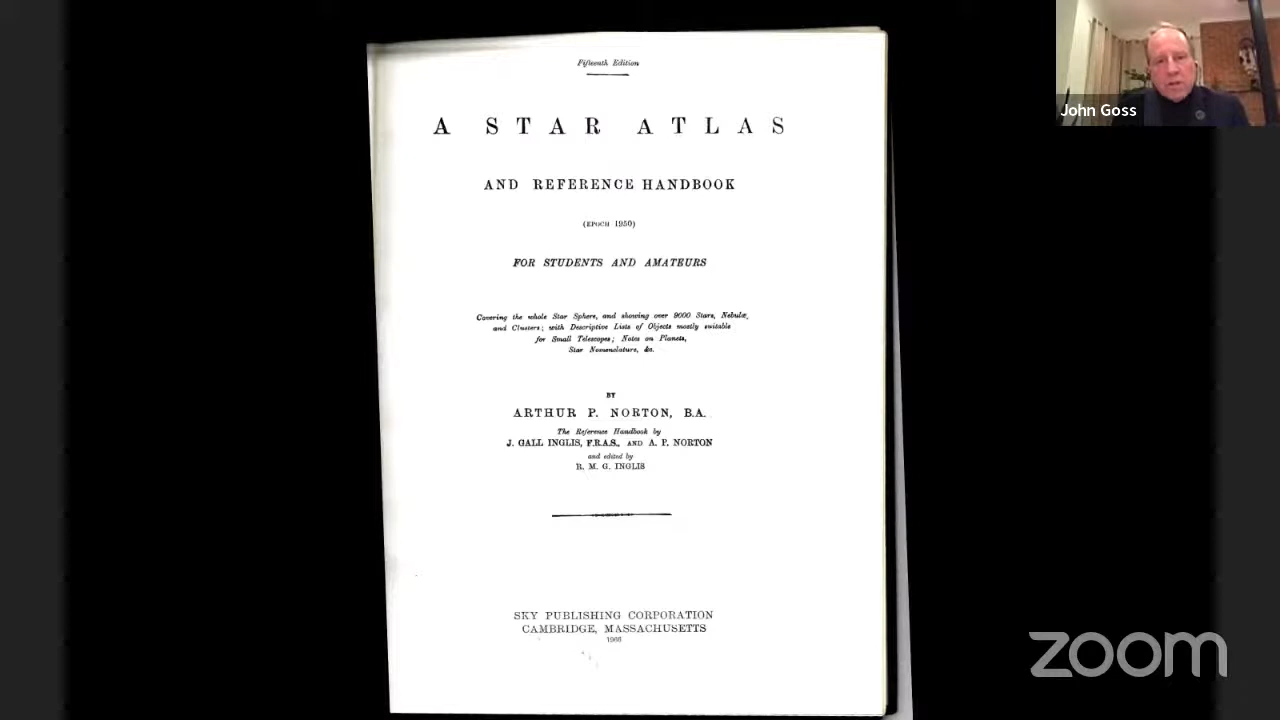 Fifteenth Edition
A STAR ATLAS
AND REFERENCE HANDBOOK
(EPOCH 1950)
FOR STUDENTS AND AMATEURS
Covering the whole Star Sphere, and showing over 9000 Stars, Nebulæ,
and Clusters; with Descriptive Lists of Objects mostly suitable
for Small Telescopes; Notes on Planets,
Star Nomenclature, &c.
BY
ARTHUR P. NORTON, B.A.
The Reference Handbook by
J. GALL INGLIS, F.R.A.S., AND A. P. NORTON
and edited by
R. M. G. INGLIS
SKY PUBLISHING CORPORATION
CAMBRIDGE, MASSACHUSETTS
John Goss
zoom